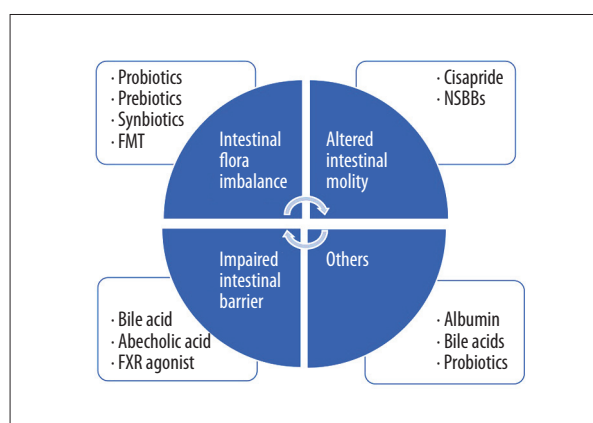 · Probiotics
· Prebiotics
· Synbiotics
· FMT
· Cisapride
· NSBBs
Intestinal
flora
imbalance
Altered
intestinal
molity
Impaired
intestinal
barrier
Others
· Bile acid
· Abecholic acid
· FXR agonist
· Albumin
· Bile acids
· Probiotics